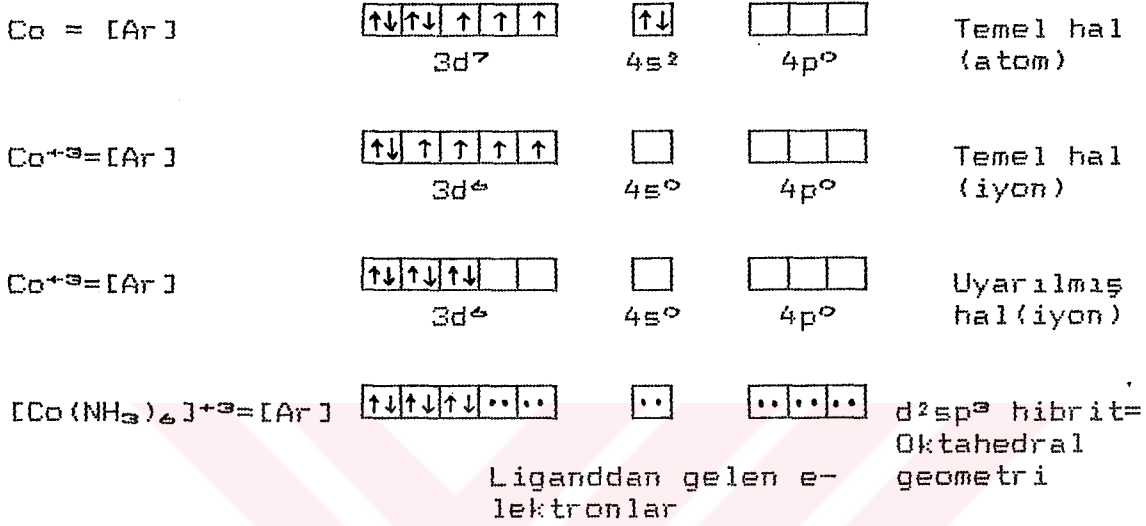 Co = [Ar] ↑↓ ↑↓ ↑ ↑ ↑ ↑↓ Temel hal
3d⁷ 4s² 4p⁰ (atom)
Co⁺³=[Ar] ↑↓ ↑ ↑ ↑ ↑ Temel hal
3d⁶ 4s⁰ 4p⁰ (iyon)
Co⁺³=[Ar] ↑↓ ↑↓ ↑↓ Uyarılmış
3d⁶ 4s⁰ 4p⁰ hal(iyon)
[Co(NH₃)₆]⁺³=[Ar] ↑↓ ↑↓ ↑↓ •• •• •• •• •• •• d²sp³ hibrit=
Oktahedral
Liganddan gelen e- geometri
lektronlar